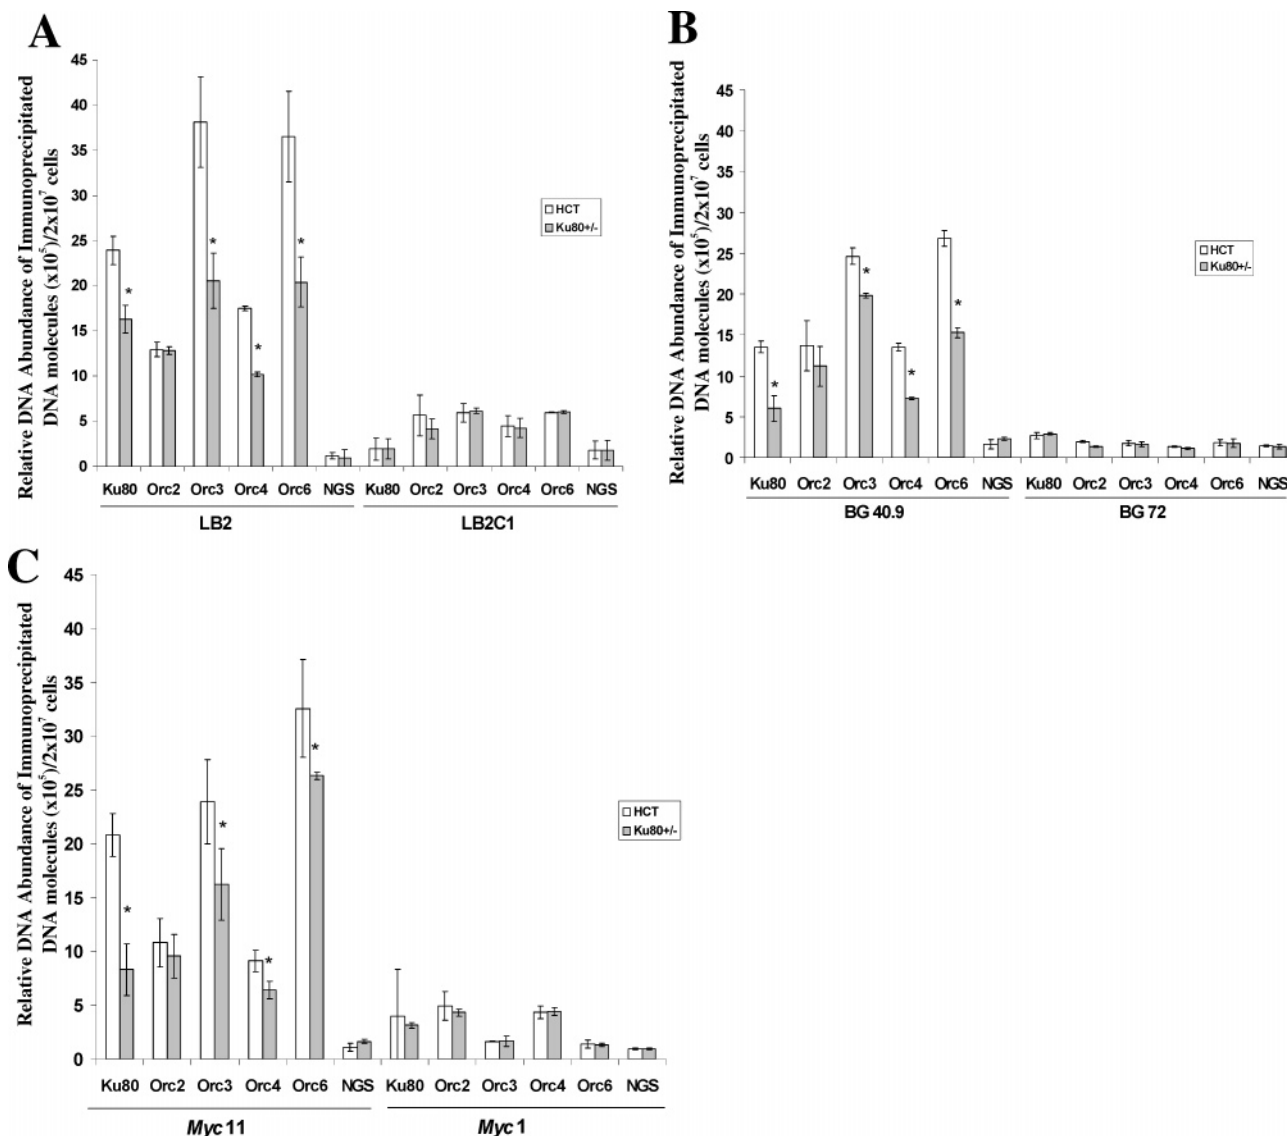 A
Relative DNA Abundance of Immunoprecipitated
DNA molecules (x10⁵)/2x10⁷ cells
45
40
35
30
25
20
15
10
5
0
* * * *
HCT
Ku80+/-
Ku80 Orc2 Orc3 Orc4 Orc6 NGS Ku80 Orc2 Orc3 Orc4 Orc6 NGS
LB2 LB2C1
B
Relative DNA Abundance of Immunoprecipitated
DNA molecules (x10⁵)/2x10⁷ cells
45
40
35
30
25
20
15
10
5
0
* * * *
HCT
Ku80+/-
Ku80 Orc2 Orc3 Orc4 Orc6 NGS Ku80 Orc2 Orc3 Orc4 Orc6 NGS
BG 40.9 BG 72
C
Relative DNA Abundance of Immunoprecipitated
DNA molecules (x10⁵)/2x10⁷ cells
45
40
35
30
25
20
15
10
5
0
* * * *
HCT
Ku80+/-
Ku80 Orc2 Orc3 Orc4 Orc6 NGS Ku80 Orc2 Orc3 Orc4 Orc6 NGS
Myc 11 Myc 1